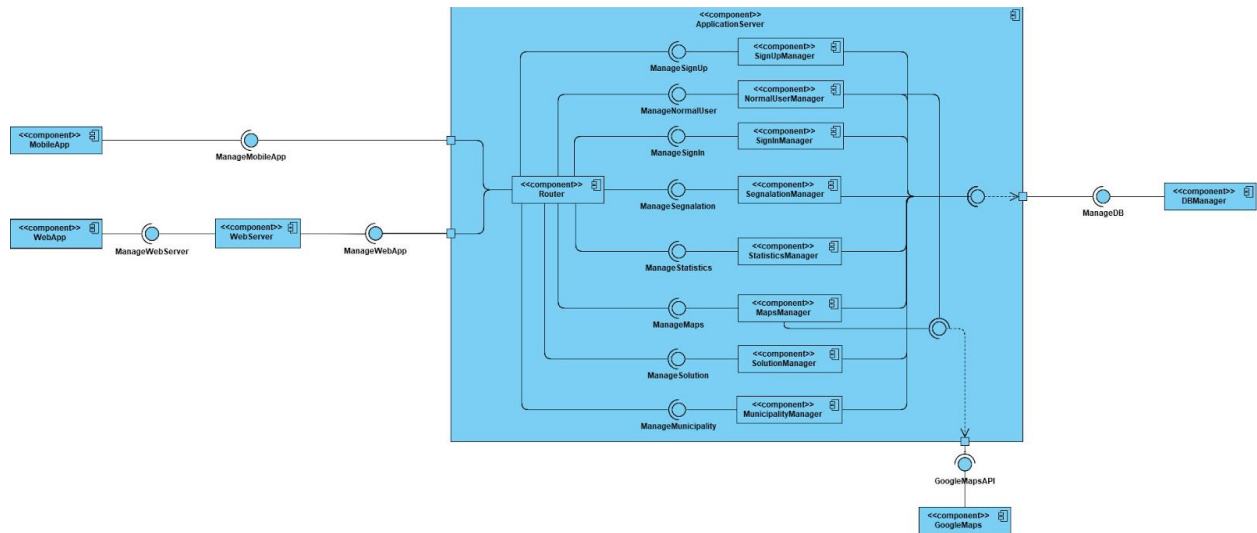 <<component>>
ApplicationServer
<<component>>
SignUpManager
ManageSignUp
<<component>>
NormalUserManager
ManageNormalUser
<<component>>
MobileApp
ManageMobileApp
<<component>>
SignInManager
ManageSignIn
<<component>>
Router
<<component>>
SegnalationManager
ManageSegnalation
ManageDB
<<component>>
DBManager
<<component>>
WebApp
ManageWebServer
<<component>>
WebServer
ManageWebApp
<<component>>
StatisticsManager
ManageStatistics
<<component>>
MapsManager
ManageMaps
<<component>>
SolutionManager
ManageSolution
<<component>>
MunicipalityManager
ManageMunicipality
GoogleMapsAPI
<<component>>
GoogleMaps